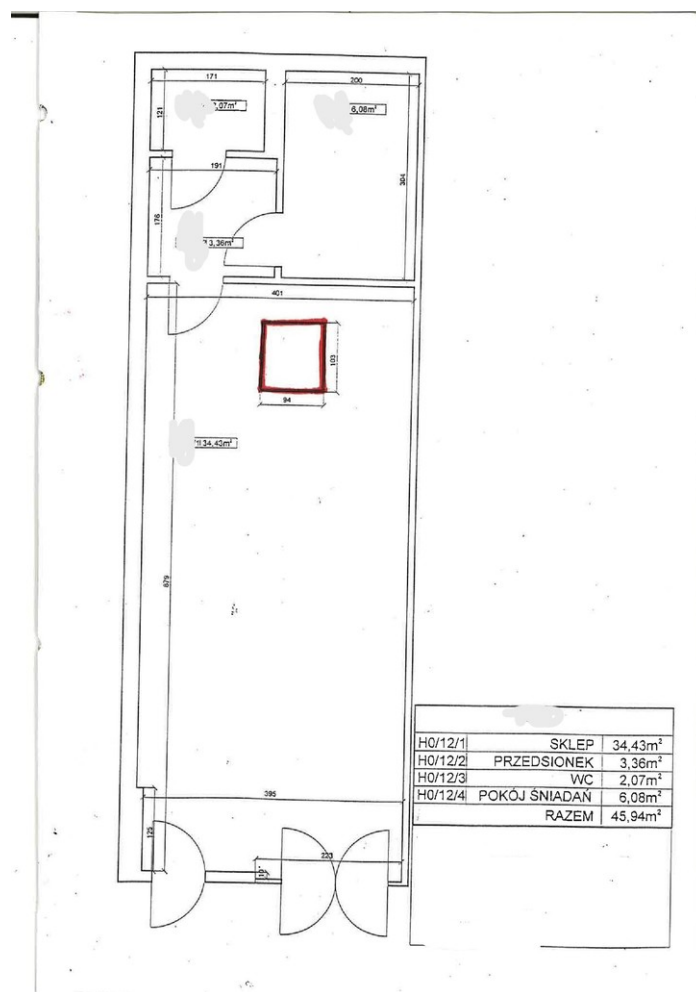 171
200
,07m²
6,08m²
121
191
304
176
3,36m²
401
103
94
34,43m²
879
395
129
223
10
H0/12/1 SKLEP 34,43m²
H0/12/2 PRZEDSIONEK 3,36m²
H0/12/3 WC 2,07m²
H0/12/4 POKÓJ ŚNIADAŃ 6,08m²
RAZEM 45,94m²